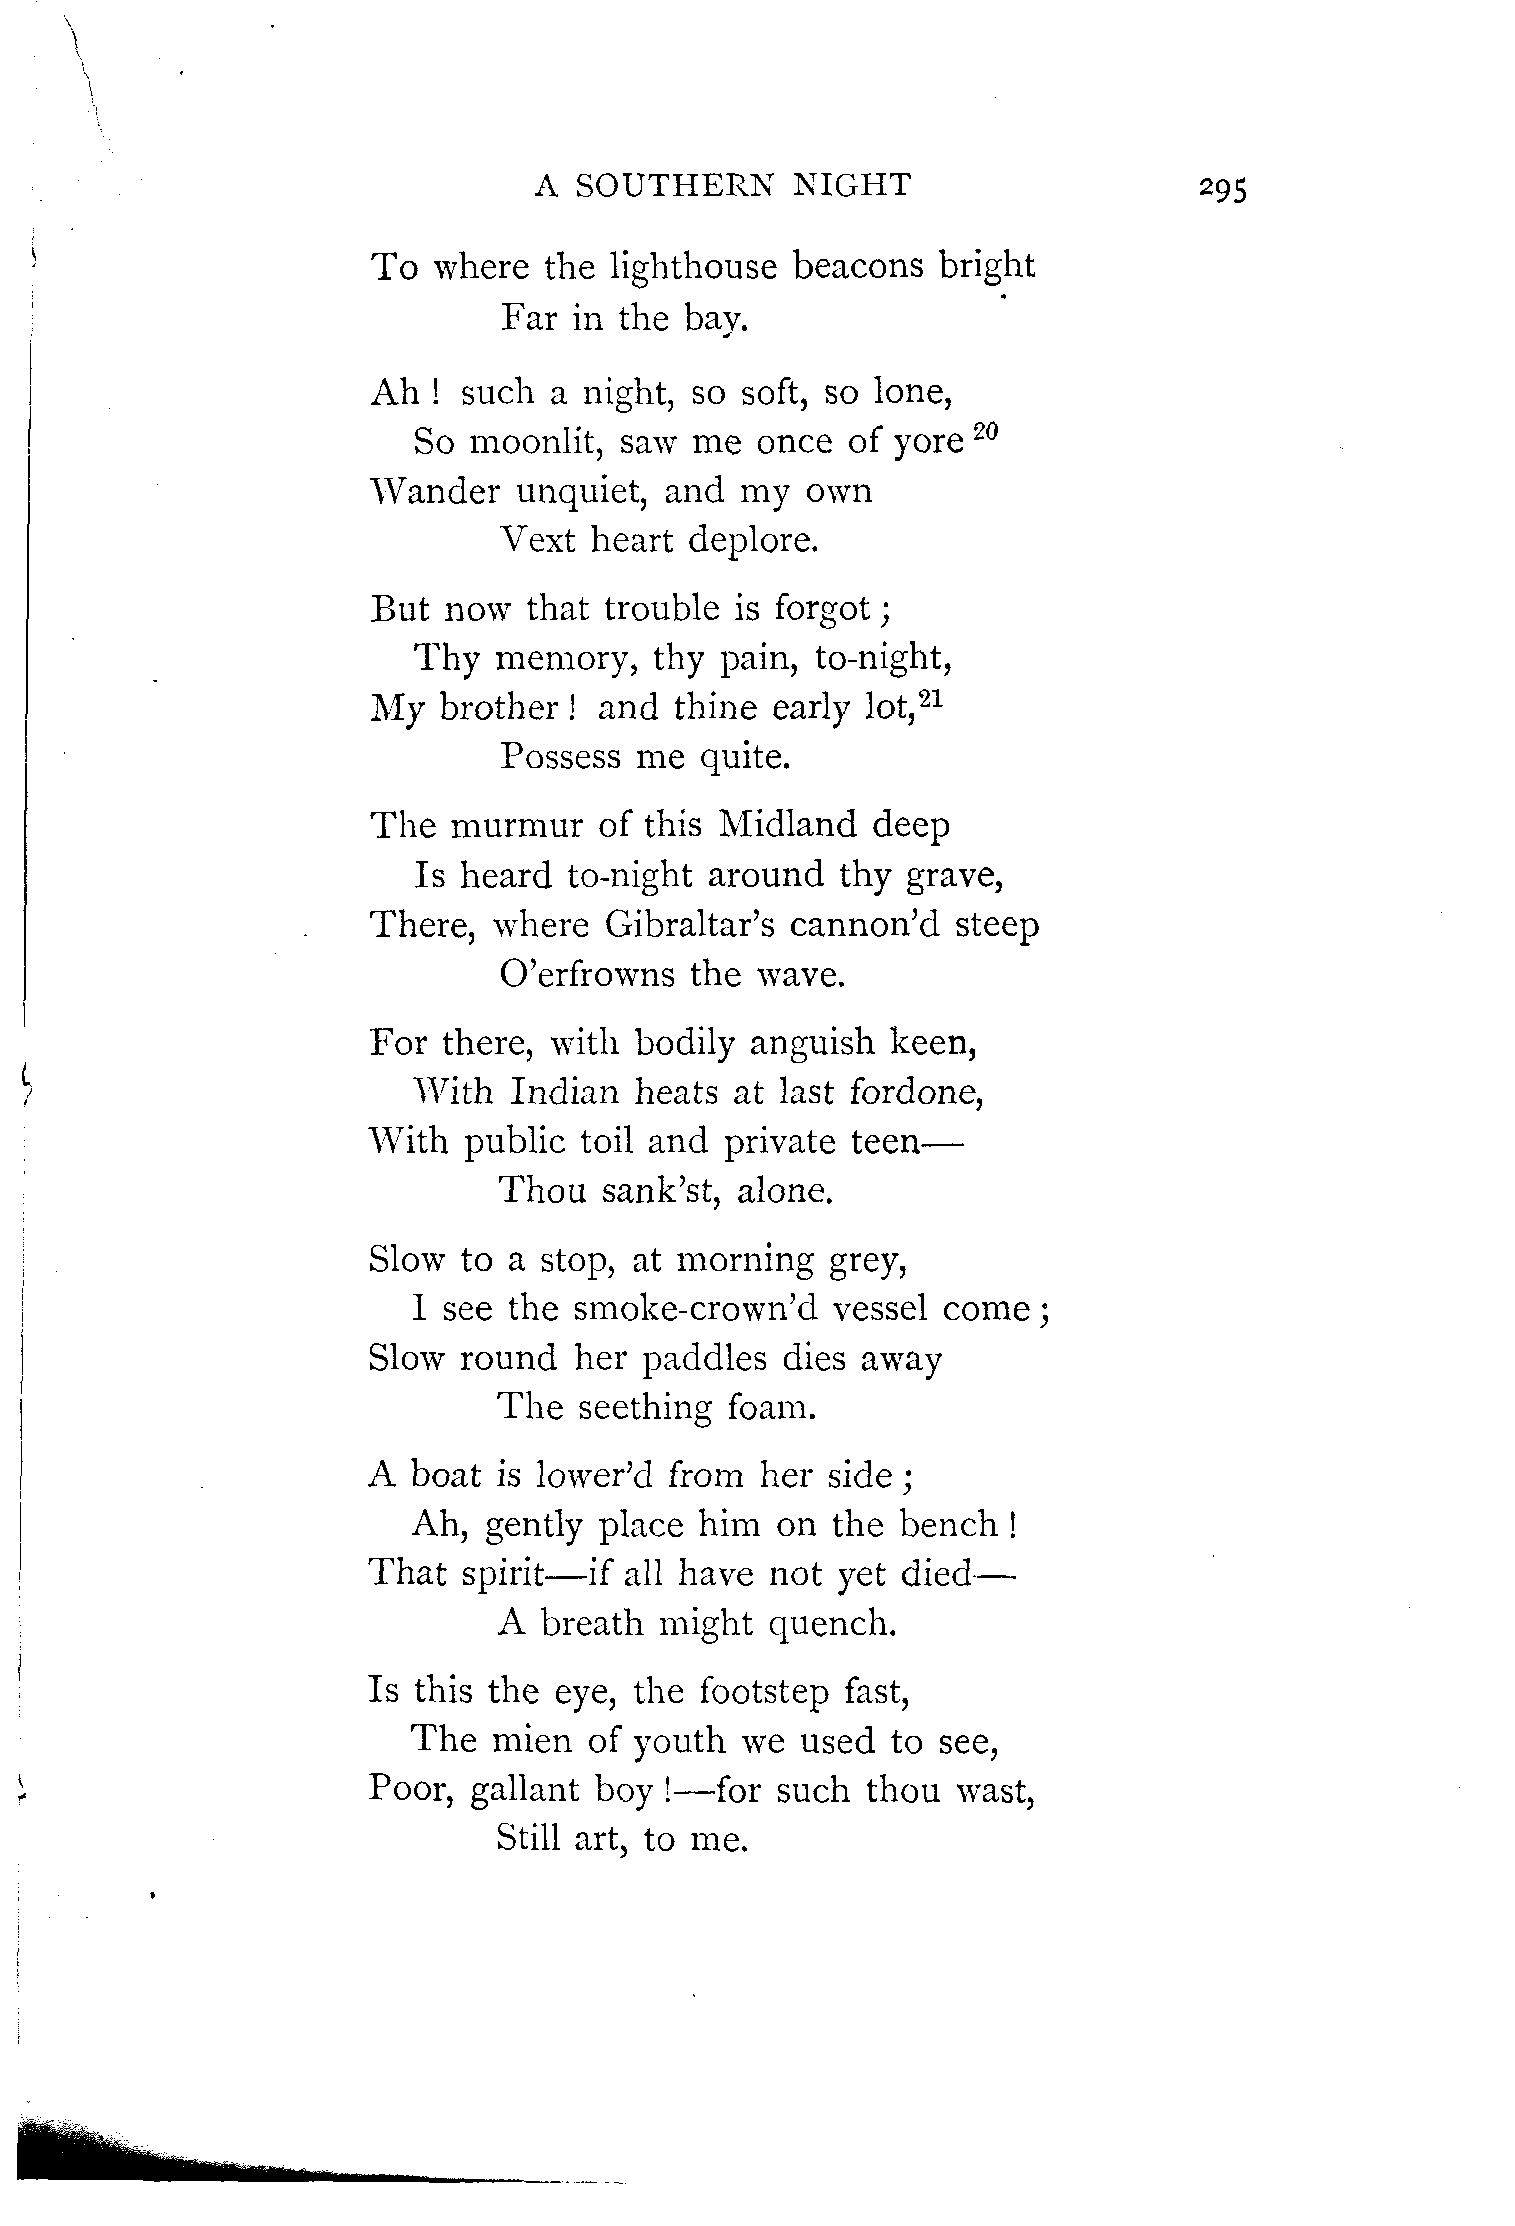 A SOUTHERN NIGHT 295
To where the lighthouse beacons bright
Far in the bay.
Ah ! such a night, so soft, so lone,
So moonlit, saw me once of yore 20
Wander unquiet, and my own
Vext heart deplore.
But now that trouble is forgot ;
Thy memory, thy pain, to-night,
My brother ! and thine early lot,21
Possess me quite.
The murmur of this Midland deep
Is heard to-night around thy grave,
There, where Gibraltar’s cannon’d steep
O’erfrowns the wave.
For there, with bodily anguish keen,
With Indian heats at last fordone,
With public toil and private teen—
Thou sank’st, alone.
Slow to a stop, at morning grey,
I see the smoke-crown’d vessel come ;
Slow round her paddles dies away
The seething foam.
A boat is lower’d from her side ;
Ah, gently place him on the bench !
That spirit—if all have not yet died—
A breath might quench.
Is this the eye, the footstep fast,
The mien of youth we used to see,
Poor, gallant boy !—for such thou wast,
Still art, to me.